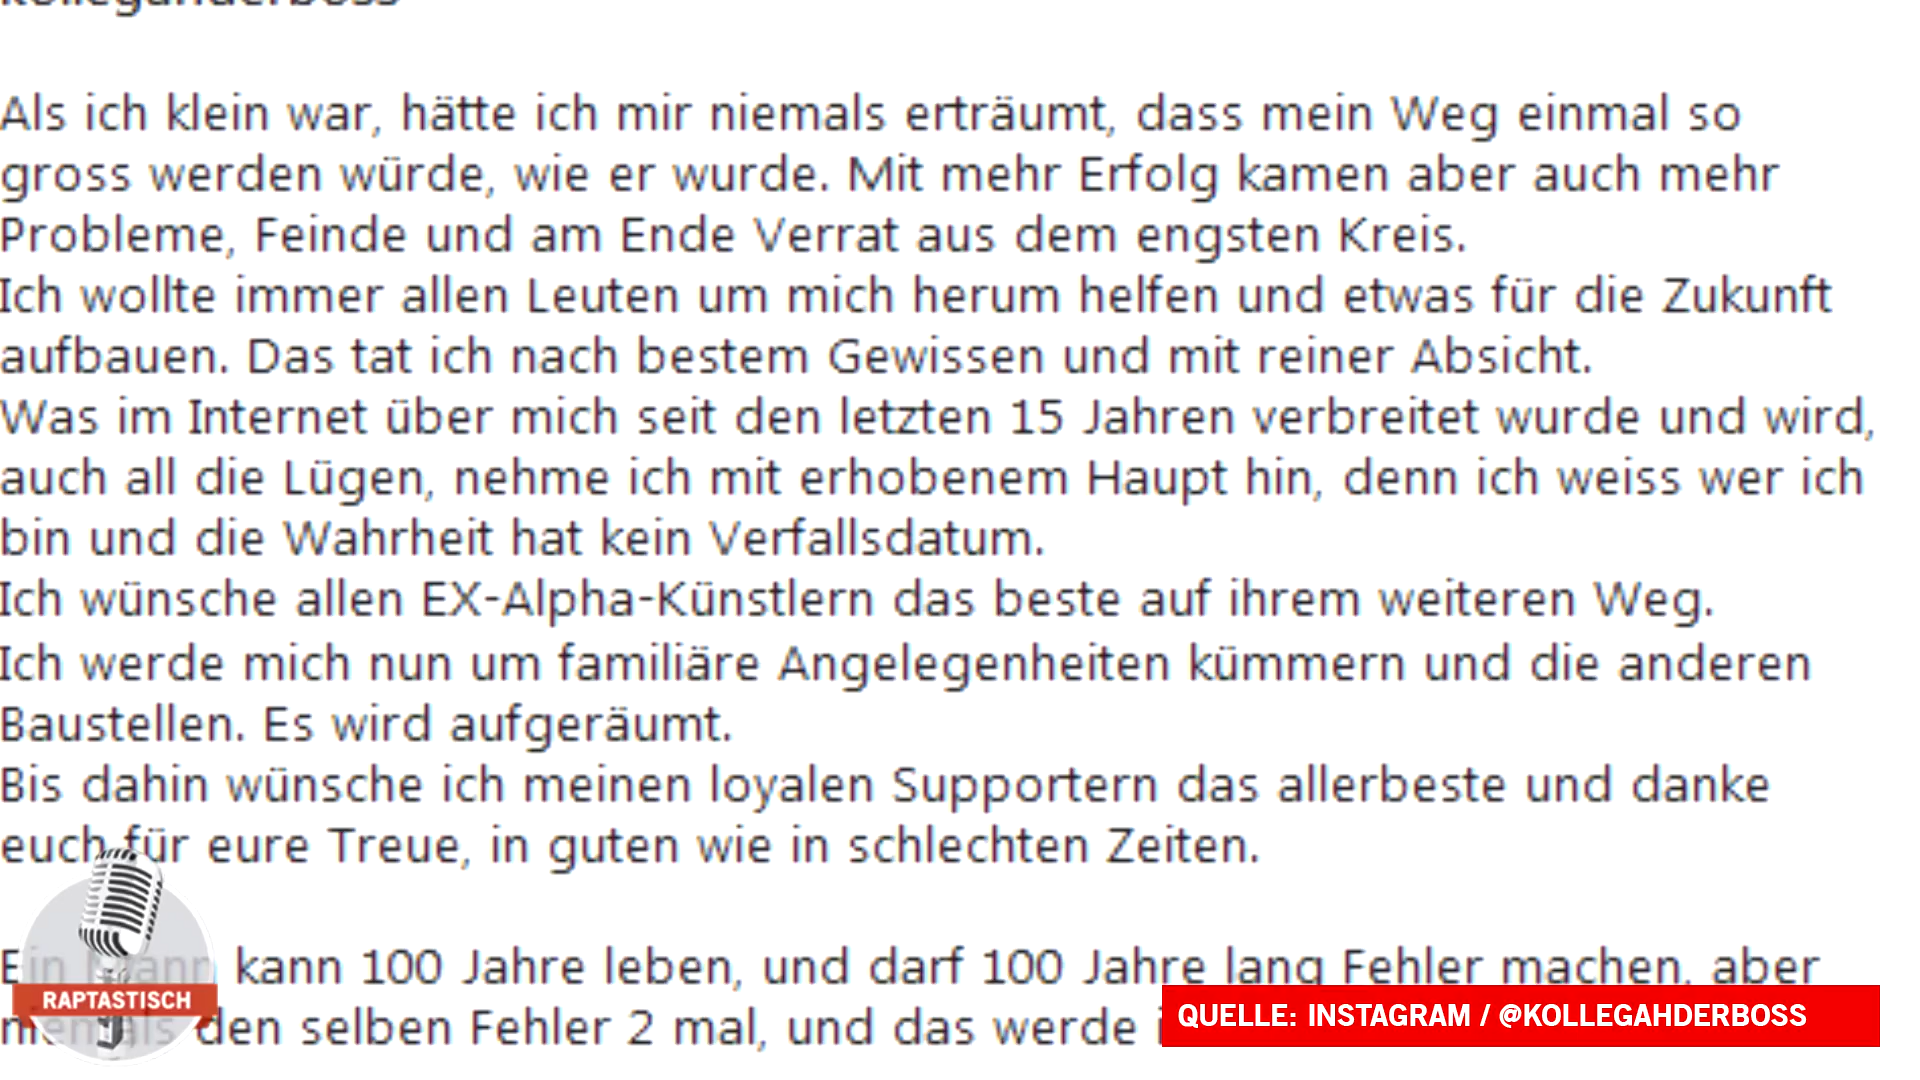 kollegahderboss
Als ich klein war, hätte ich mir niemals erträumt, dass mein Weg einmal so
gross werden würde, wie er wurde. Mit mehr Erfolg kamen aber auch mehr
Probleme, Feinde und am Ende Verrat aus dem engsten Kreis.
Ich wollte immer allen Leuten um mich herum helfen und etwas für die Zukunft
aufbauen. Das tat ich nach bestem Gewissen und mit reiner Absicht.
Was im Internet über mich seit den letzten 15 Jahren verbreitet wurde und wird,
auch all die Lügen, nehme ich mit erhobenem Haupt hin, denn ich weiss wer ich
bin und die Wahrheit hat kein Verfallsdatum.
Ich wünsche allen EX-Alpha-Künstlern das beste auf ihrem weiteren Weg.
Ich werde mich nun um familiäre Angelegenheiten kümmern und die anderen
Baustellen. Es wird aufgeräumt.
Bis dahin wünsche ich meinen loyalen Supportern das allerbeste und danke
euch für eure Treue, in guten wie in schlechten Zeiten.
Ein Mann kann 100 Jahre leben, und darf 100 Jahre lang Fehler machen, aber
niemals den selben Fehler 2 mal, und das werde
RAPTASTISCH
QUELLE: INSTAGRAM / @KOLLEGAHDERBOSS